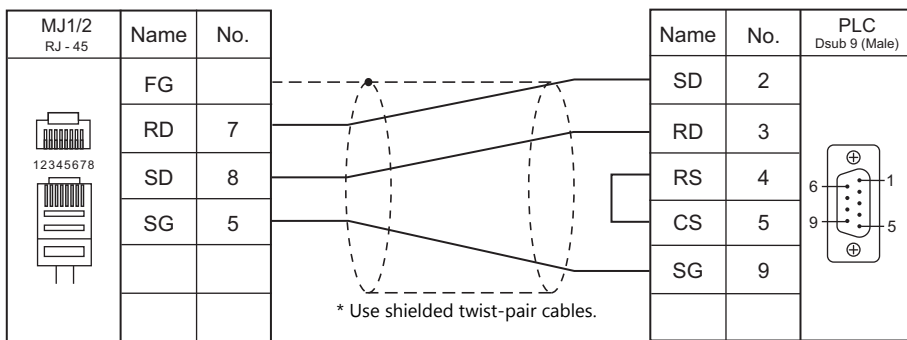 MJ1/2
RJ - 45
Name
No.
FG
RD
7
SD
8
SG
5
12345678
* Use shielded twist-pair cables.
Name
No.
PLC
Dsub 9 (Male)
SD
2
RD
3
RS
4
CS
5
SG
9
6
1
9
5